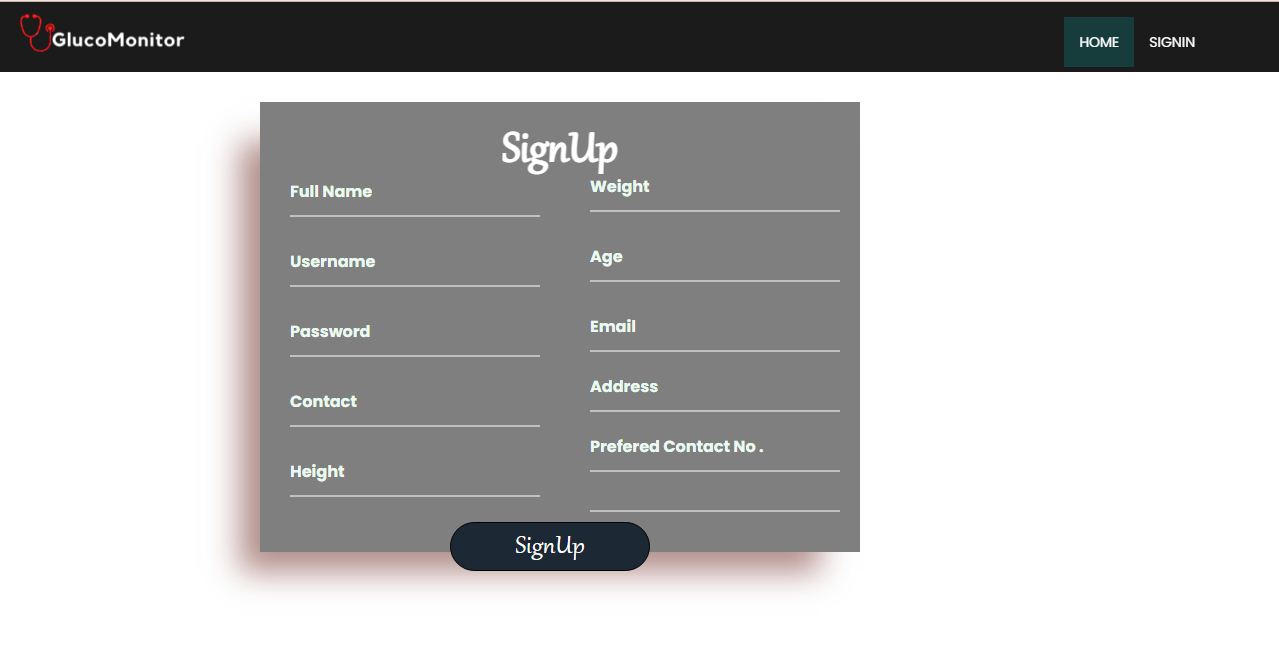 GlucoMonitor
HOME SIGNIN
SignUp
Full Name
Username
Password
Contact
Height
Weight
Age
Email
Address
Prefered Contact No .
SignUp